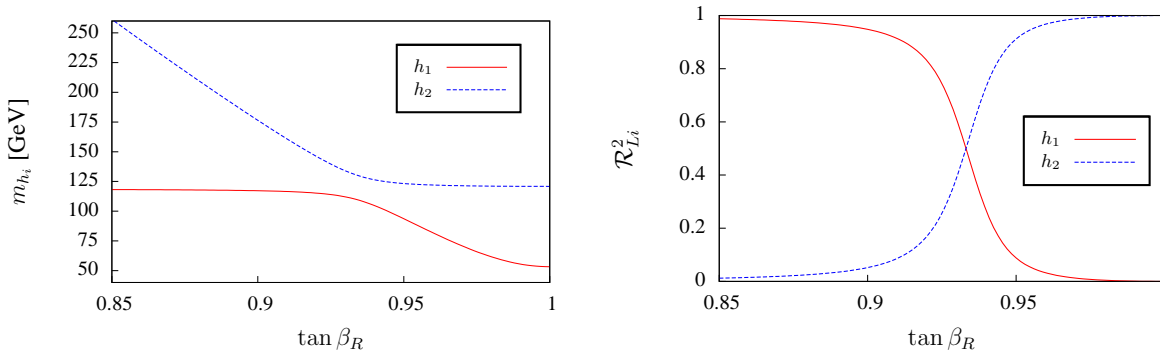 250
225
200
175
150
125
100
75
50
0.85
0.9
0.95
1
m_{h_i} [GeV]
tan β_R
h_1
h_2
1
0.8
0.6
0.4
0.2
0
0.85
0.9
0.95
\mathcal{R}^2_{Li}
tan β_R
h_1
h_2